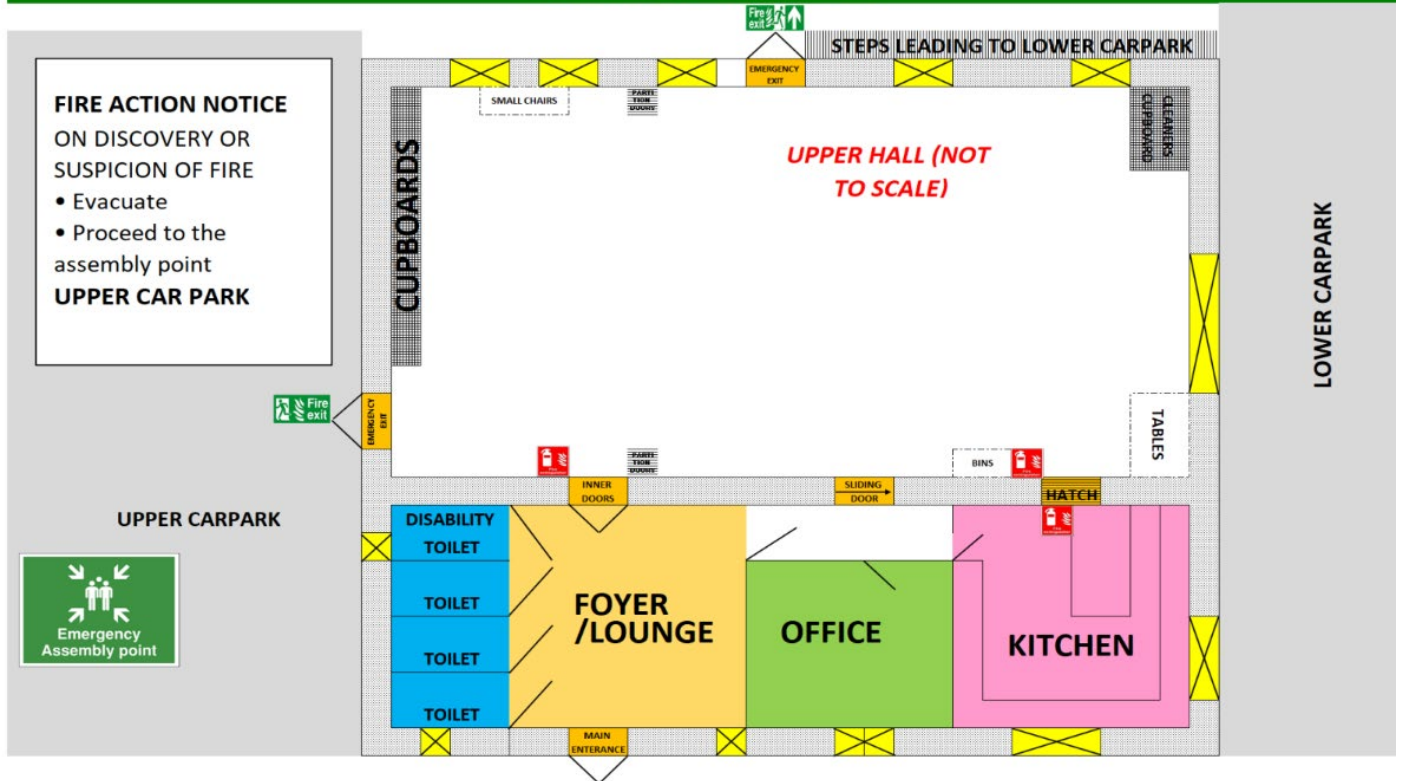 Fire
exit
STEPS LEADING TO LOWER CARPARK
EMERGENCY
EXIT
FIRE ACTION NOTICE
ON DISCOVERY OR
SUSPICION OF FIRE
• Evacuate
• Proceed to the
assembly point
UPPER CAR PARK
SMALL CHAIRS
PARTI
TION
DOORS
CLEANERS
CUPBOARD
UPPER HALL (NOT
TO SCALE)
CUPBOARDS
LOWER CARPARK
Fire
exit
EMERGENCY
EXIT
TABLES
PARTI
TION
DOORS
BINS
INNER
DOORS
SLIDING
DOOR
HATCH
UPPER CARPARK
DISABILITY
TOILET
TOILET
TOILET
TOILET
FOYER
/LOUNGE
OFFICE
KITCHEN
Emergency
Assembly point
MAIN
ENTERANCE